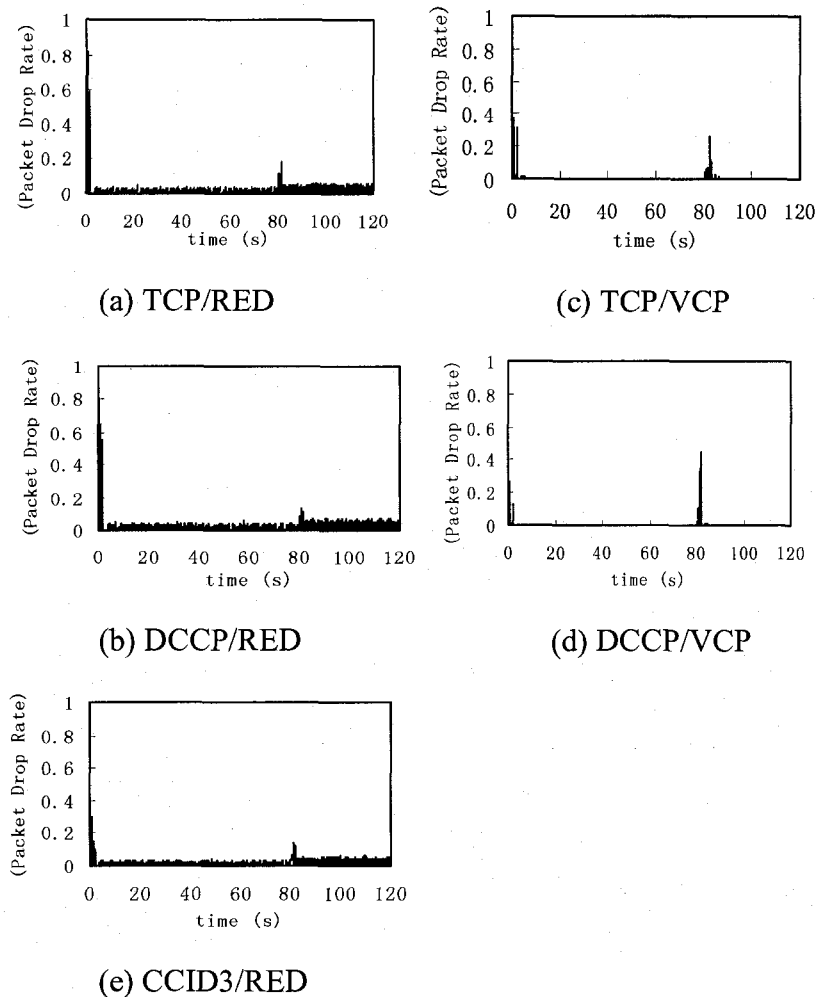 (Packet Drop Rate)
1
0. 8
0. 6
0. 4
0. 2
0
0 20 40 60 80 100 120
time (s)
(a) TCP/RED
(Packet Drop Rate)
1
0. 8
0. 6
0. 4
0. 2
0
0 20 40 60 80 100 120
time (s)
(c) TCP/VCP
(Packet Drop Rate)
1
0. 8
0. 6
0. 4
0. 2
0
0 20 40 60 80 100 120
time (s)
(b) DCCP/RED
(Packet Drop Rate)
1
0. 8
0. 6
0. 4
0. 2
0
0 20 40 60 80 100 120
time (s)
(d) DCCP/VCP
(Packet Drop Rate)
1
0. 8
0. 6
0. 4
0. 2
0
0 20 40 60 80 100 120
time (s)
(e) CCID3/RED